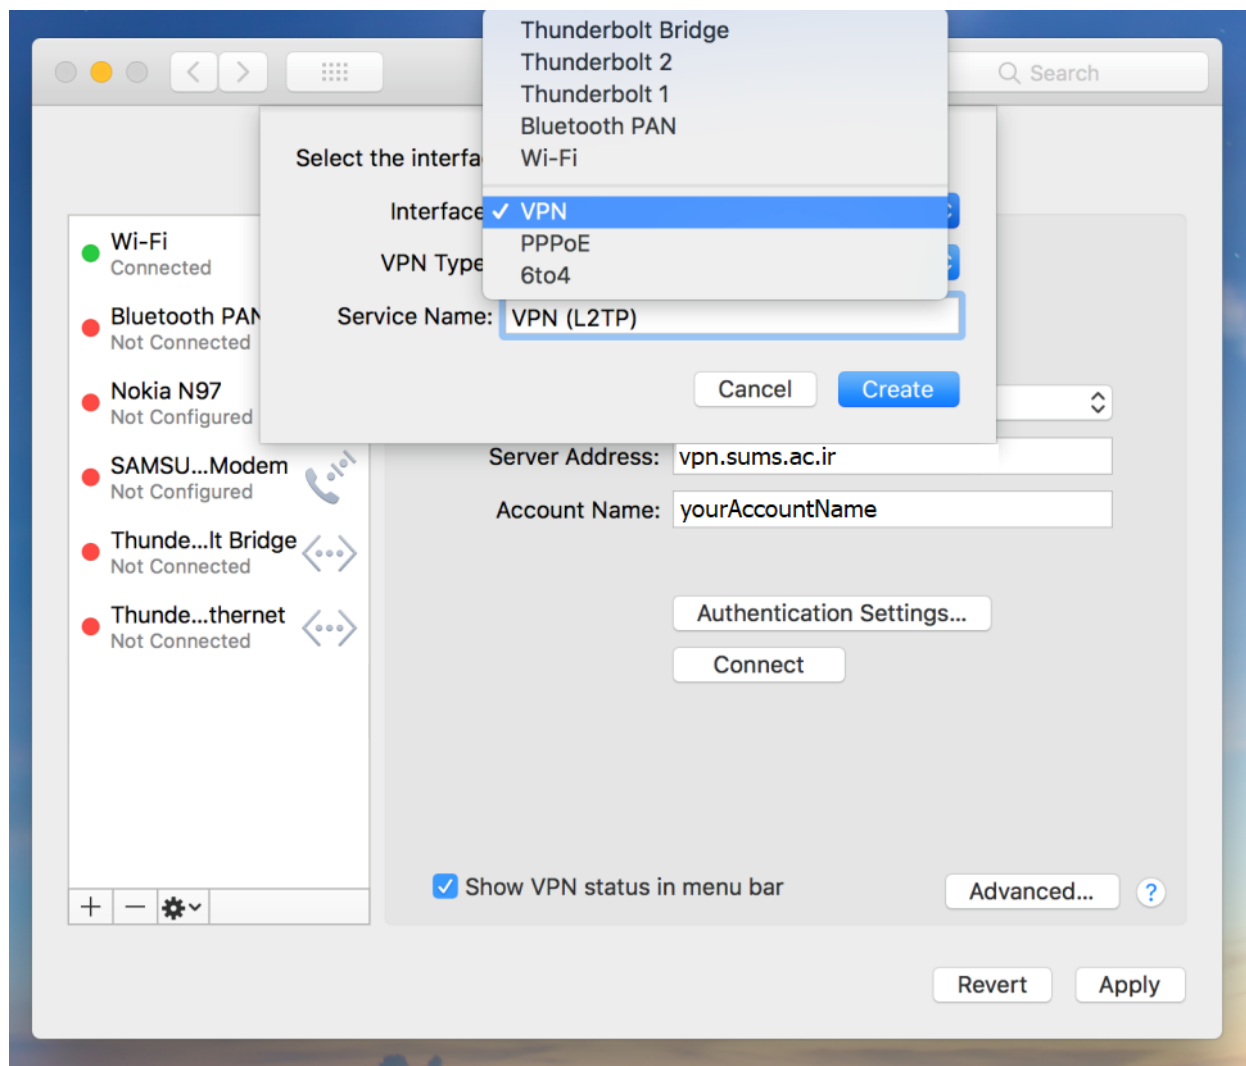 Thunderbolt Bridge
Thunderbolt 2
Thunderbolt 1
Bluetooth PAN
Wi-Fi
VPN
PPPoE
6to4
Search
Select the interfa
Interface
VPN Type
Service Name: VPN (L2TP)
Cancel Create
Wi-Fi
Connected
Bluetooth PAN
Not Connected
Nokia N97
Not Configured
SAMSU...Modem
Not Configured
Thunde...lt Bridge
Not Connected
Thunde...thernet
Not Connected
Server Address: vpn.sums.ac.ir
Account Name: yourAccountName
Authentication Settings...
Connect
Show VPN status in menu bar
Advanced... ?
Revert Apply